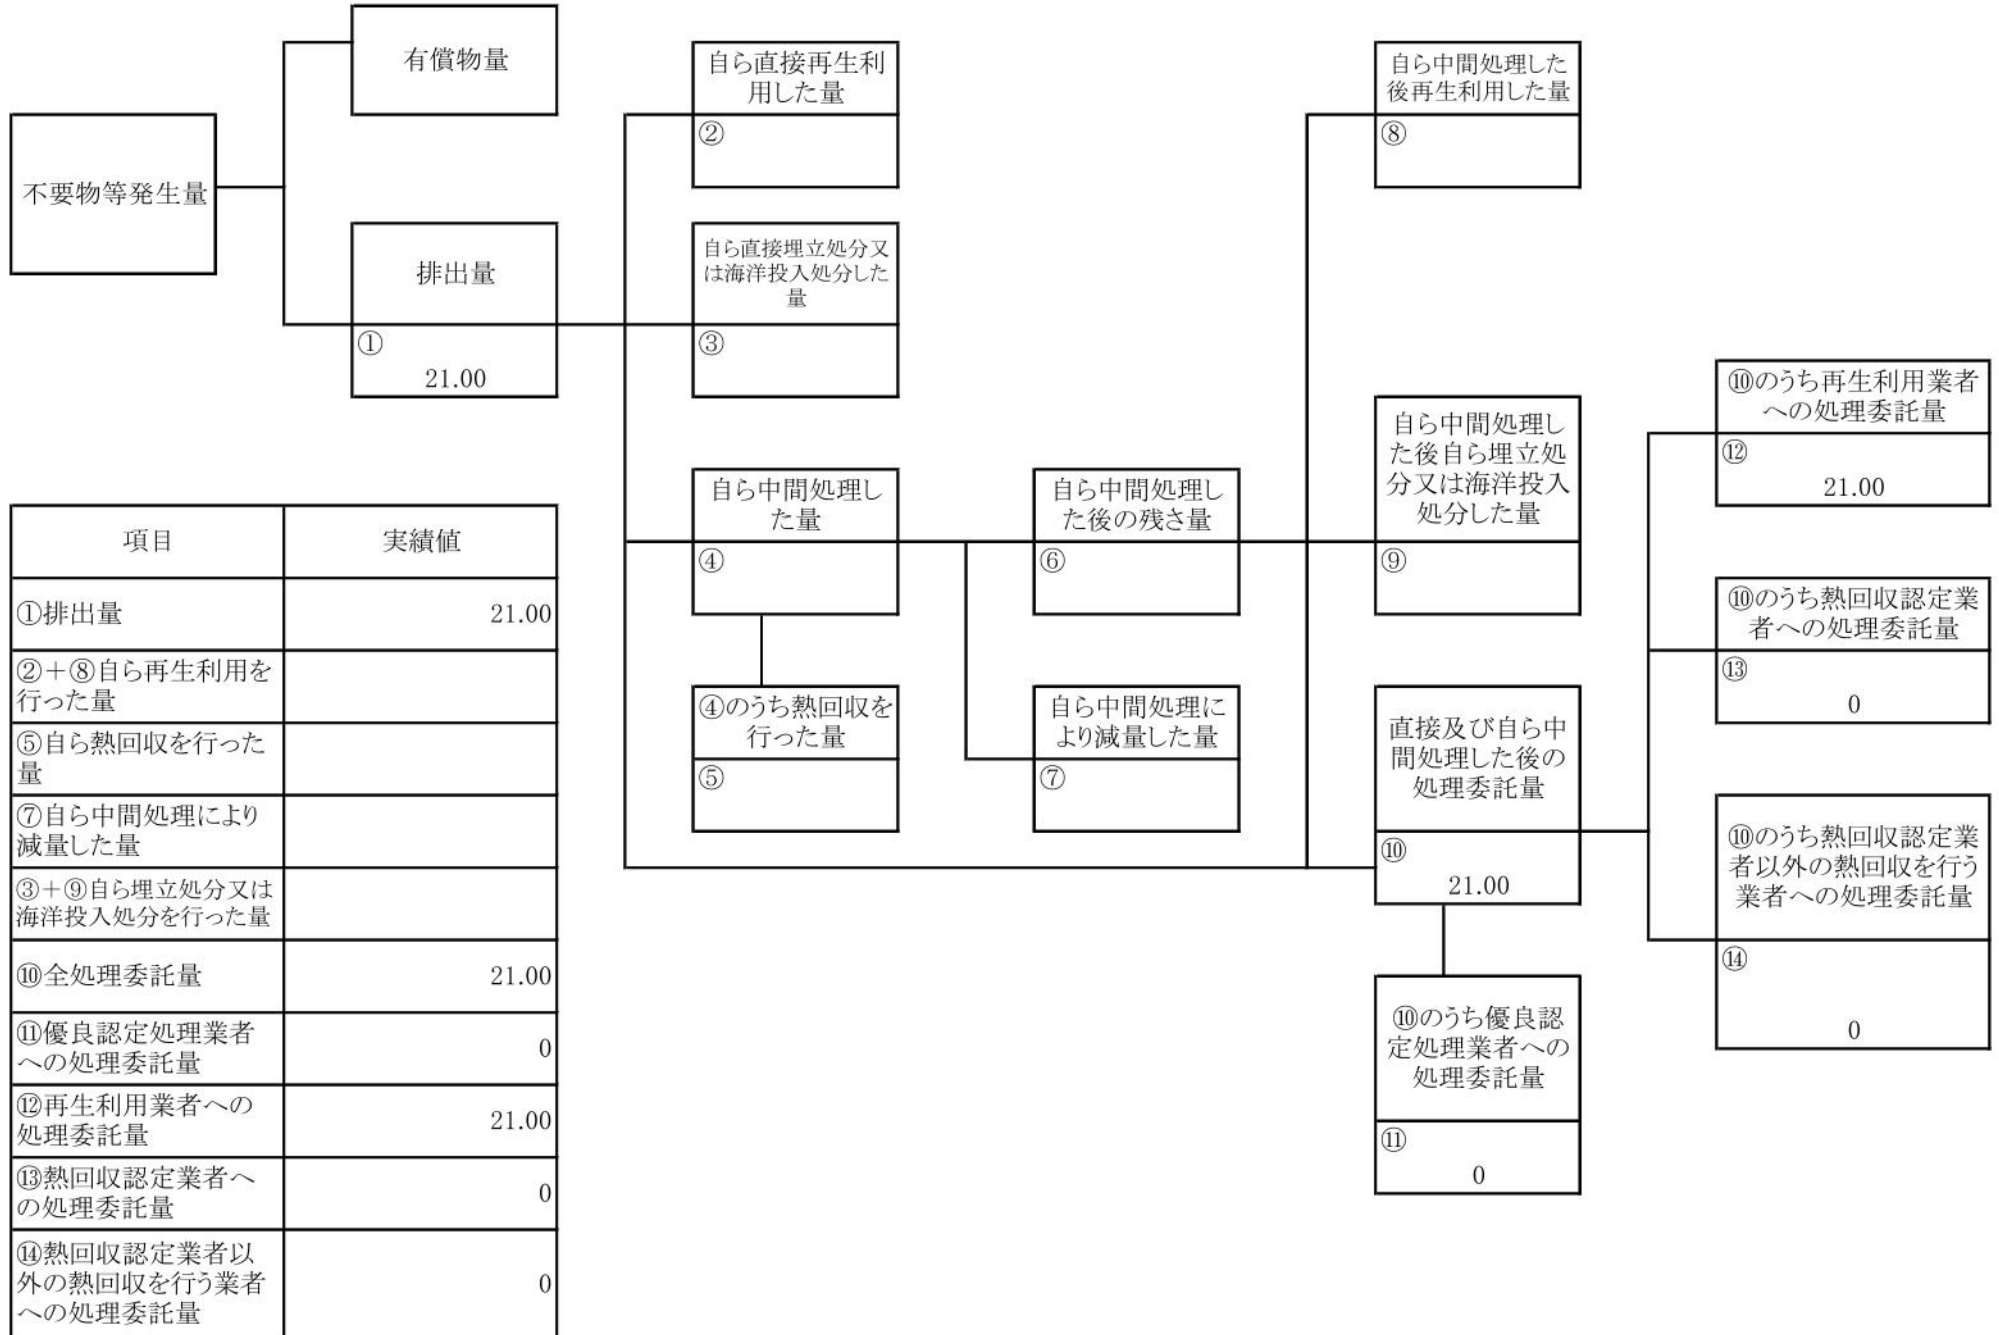 有償物量
不要物等発生量
排出量
①
21.00
自ら直接再生利
用した量
②
自ら直接埋立処分又
は海洋投入処分した
量
③
自ら中間処理し
た量
④
④のうち熱回収を
行った量
⑤
自ら中間処理し
た後の残さ量
⑥
自ら中間処理に
より減量した量
⑦
自ら中間処理した
後再生利用した量
⑧
自ら中間処理し
た後自ら埋立処
分又は海洋投入
処分した量
⑨
直接及び自ら中
間処理した後の
処理委託量
⑩
21.00
⑩のうち優良認
定処理業者への
処理委託量
⑪
0
⑩のうち再生利用業者
への処理委託量
⑫
21.00
⑩のうち熱回収認定業
者への処理委託量
⑬
0
⑩のうち熱回収認定業
者以外の熱回収を行う
業者への処理委託量
⑭
0
項目 実績値
①排出量 21.00
②＋⑧自ら再生利用を
行った量
⑤自ら熱回収を行った
量
⑦自ら中間処理により
減量した量
③＋⑨自ら埋立処分又は
海洋投入処分を行った量
⑩全処理委託量 21.00
⑪優良認定処理業者
への処理委託量 0
⑫再生利用業者への
処理委託量 21.00
⑬熱回収認定業者へ
の処理委託量 0
⑭熱回収認定業者以
外の熱回収を行う業者 0
への処理委託量